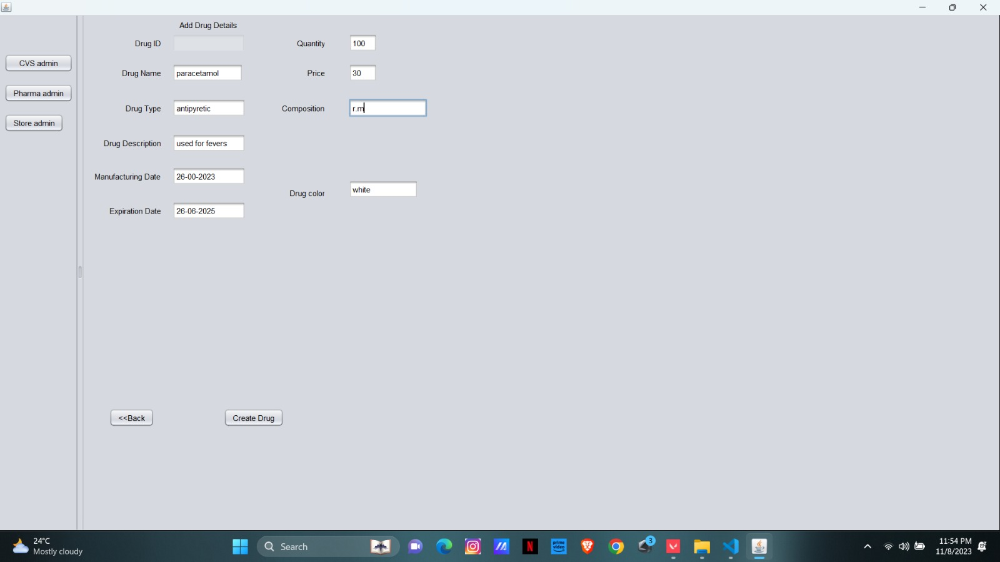 Add Drug Details
Drug ID
Quantity
100
CVS admin
Drug Name
paracetamol
Price
30
Pharma admin
Drug Type
antipyretic
Composition
r.m
Store admin
Drug Description
used for fevers
Manufacturing Date
26-00-2023
Drug color
white
Expiration Date
26-06-2025
<<Back
Create Drug
24°C
Mostly cloudy
Search
prime video
3
11:54 PM
11/8/2023